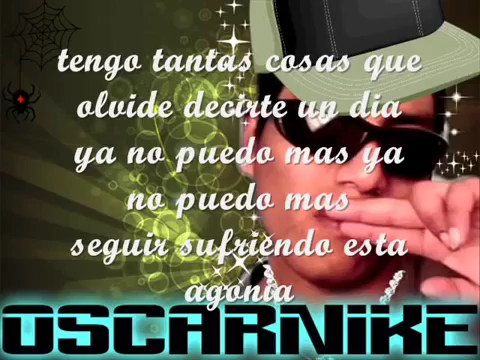 tengo tantas cosas que
olvide decirte un dia
ya no puedo mas ya
no puedo mas
seguir sufriendo esta
agonia
OSCARNIKE